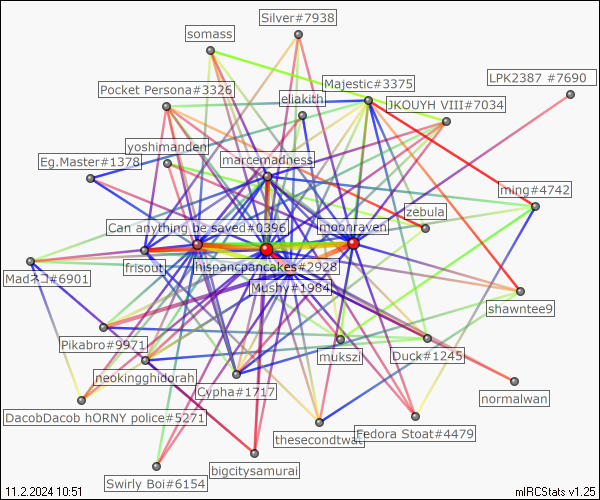 Silver#7938
somass
LPK2387 #7690
Majestic#3375
Pocket Persona#3326
eliakith
JKOUYH VIII#7034
yoshimanden
Eg.Master#1378
marcemadness
ming#4742
zebula
Can anything be saved#0396
moonraven
frisout
hispancpancakes#2928
Madネコ#6901
Mushy#1984
shawntee9
Pikabro#9971
mukszi
Duck#1245
neokingghidorah
Cypha#1717
normalwan
DacobDacob hORNY police#5271
thesecondtwat
Fedora Stoat#4479
bigcitysamurai
Swirly Boi#6154
11.2.2024 10:51
mIRCStats v1.25